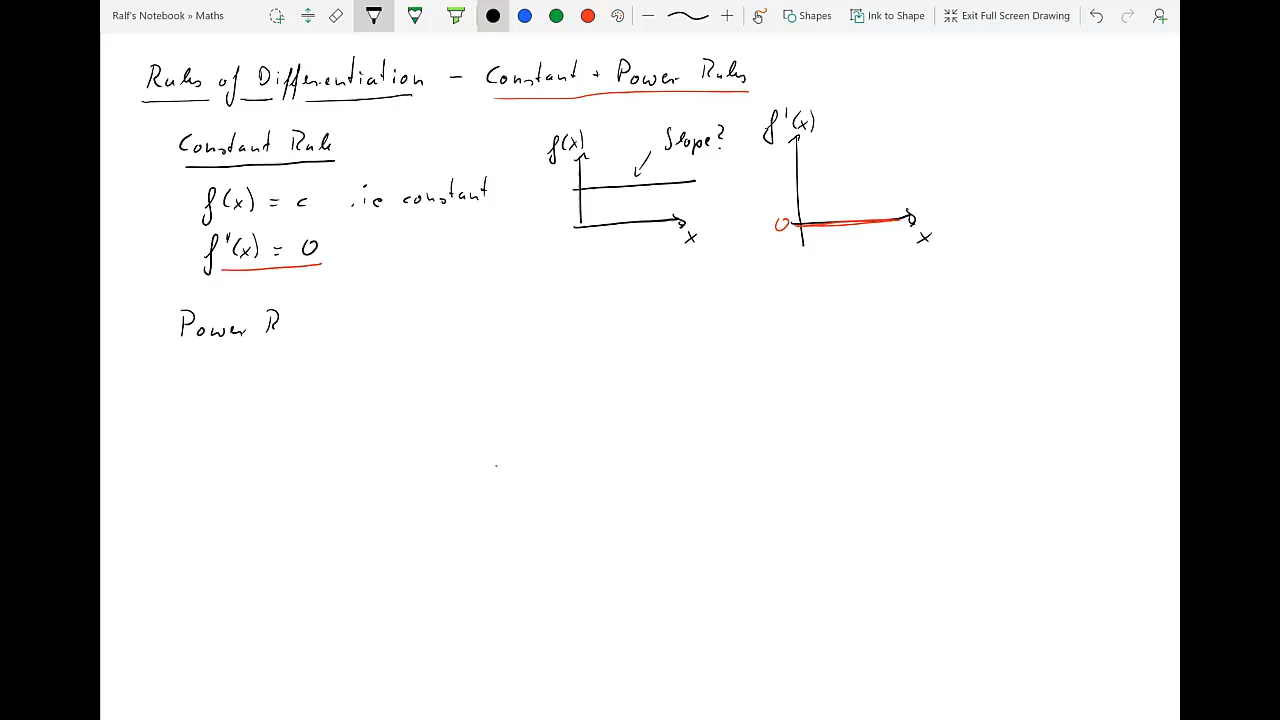 Ralf's Notebook » Maths
Shapes
Ink to Shape
Exit Full Screen Drawing
Rules of Differentiation - Constant + Power Rules
Constant Rule
f(x) = c .ie constant
f'(x) = 0
f(x)
Slope?
x
f'(x)
0
x
Power R